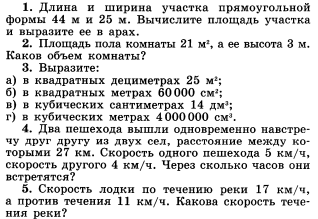 1. Длина и ширина участка прямоугольной
формы 44 м и 25 м. Вычислите площадь участка
и выразите ее в арах.
2. Площадь пола комнаты 21 м², а ее высота 3 м.
Каков объем комнаты?
3. Выразите:
а) в квадратных дециметрах 25 м²;
б) в квадратных метрах 60 000 см²;
в) в кубических сантиметрах 14 дм³;
г) в кубических метрах 4 000 000 см³.
4. Два пешехода вышли одновременно навстре-
чу друг другу из двух сел, расстояние между ко-
торыми 27 км. Скорость одного пешехода 5 км/ч,
скорость другого 4 км/ч. Через сколько часов они
встретятся?
5. Скорость лодки по течению реки 17 км/ч,
а против течения 11 км/ч. Какова скорость тече-
ния реки?